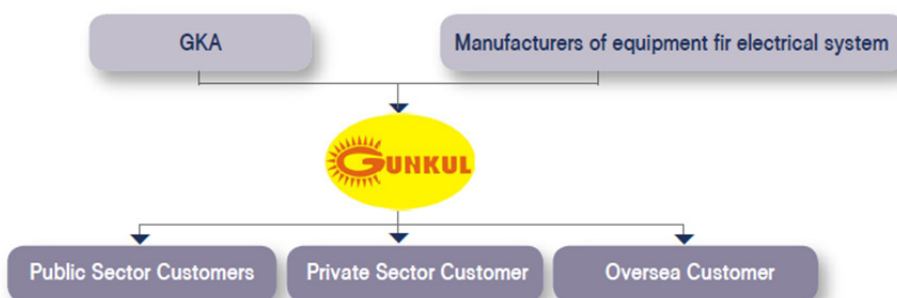 GKA
Manufacturers of equipment fir electrical system
GUNKUL
Public Sector Customers
Private Sector Customer
Oversea Customer